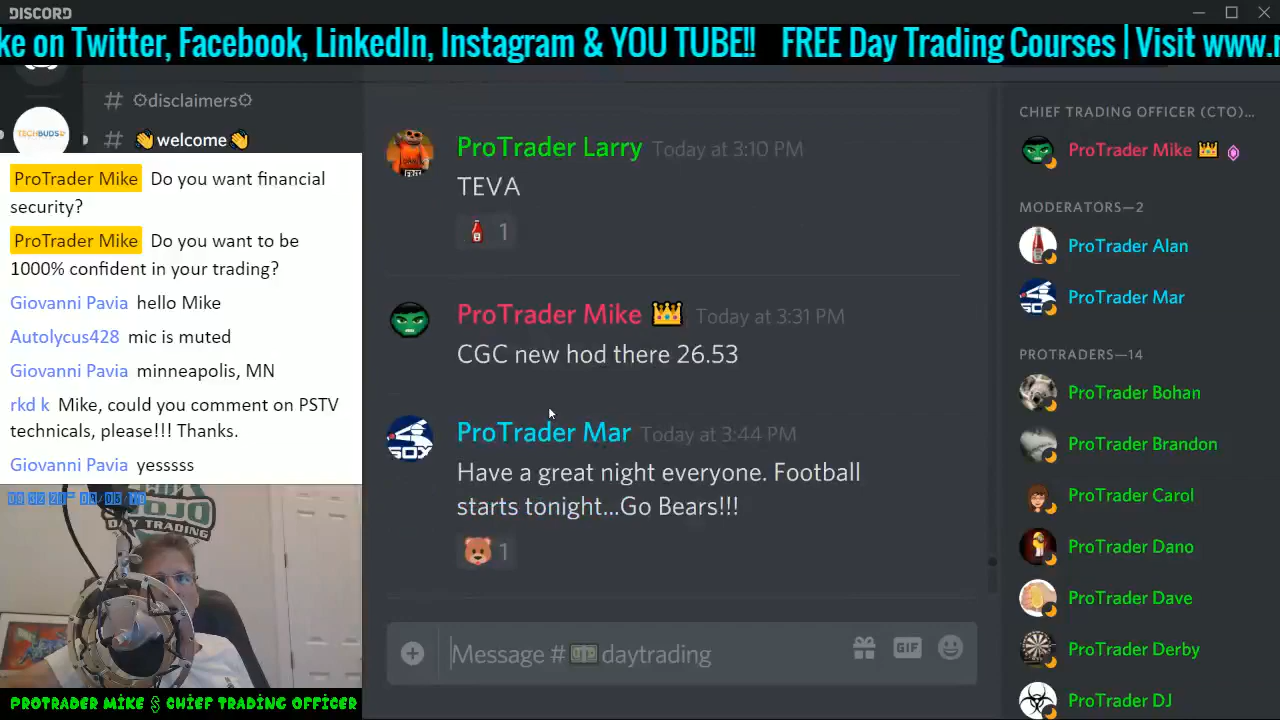 DISCORD
ke on Twitter, Facebook, LinkedIn, Instagram & YOU TUBE!! FREE Day Trading Courses | Visit www.
# ⚙disclaimers⚙
TECHBUDS
# 👋welcome👋
ProTrader Mike Do you want financial
security?
ProTrader Mike Do you want to be
1000% confident in your trading?
Giovanni Pavia hello Mike
Autolycus428 mic is muted
Giovanni Pavia minneapolis, MN
rkd k Mike, could you comment on PSTV
technicals, please!!! Thanks.
Giovanni Pavia yesssss
DAY TRADING
PROTRADER MIKE $ CHIEF TRADING OFFICER
ProTrader Larry Today at 3:10 PM
TEVA
1
ProTrader Mike 👑 Today at 3:31 PM
CGC new hod there 26.53
ProTrader Mar Today at 3:44 PM
Have a great night everyone. Football
starts tonight...Go Bears!!!
🐻 1
Message # 💵 daytrading
GIF
CHIEF TRADING OFFICER (CTO)...
ProTrader Mike 👑
MODERATORS—2
ProTrader Alan
ProTrader Mar
PROTRADERS—14
ProTrader Bohan
ProTrader Brandon
ProTrader Carol
ProTrader Dano
ProTrader Dave
ProTrader Derby
ProTrader DJ